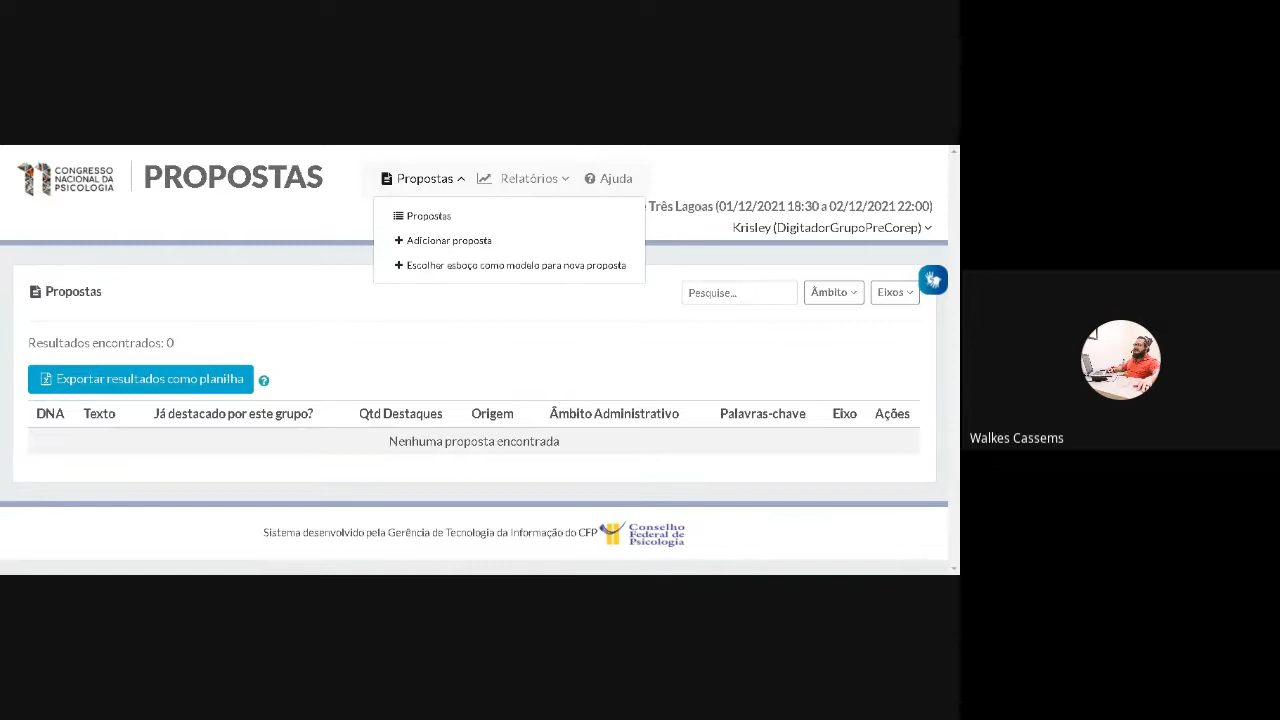 CONGRESSO
NACIONAL DA
PSICOLOGIA
PROPOSTAS
Propostas
Relatórios
Ajuda
Propostas
Adicionar proposta
Escolher esboço como modelo para nova proposta
Três Lagoas (01/12/2021 18:30 a 02/12/2021 22:00)
Krisley (DigitadorGrupoPreCorep)
Propostas
Pesquise...
Âmbito
Eixos
Resultados encontrados: 0
Exportar resultados como planilha
DNA Texto Já destacado por este grupo? Qtd Destaques Origem Âmbito Administrativo Palavras-chave Eixo Ações
Nenhuma proposta encontrada
Sistema desenvolvido pela Gerência de Tecnologia da Informação do CFP
Conselho
Federal de
Psicologia
Walkes Cassems